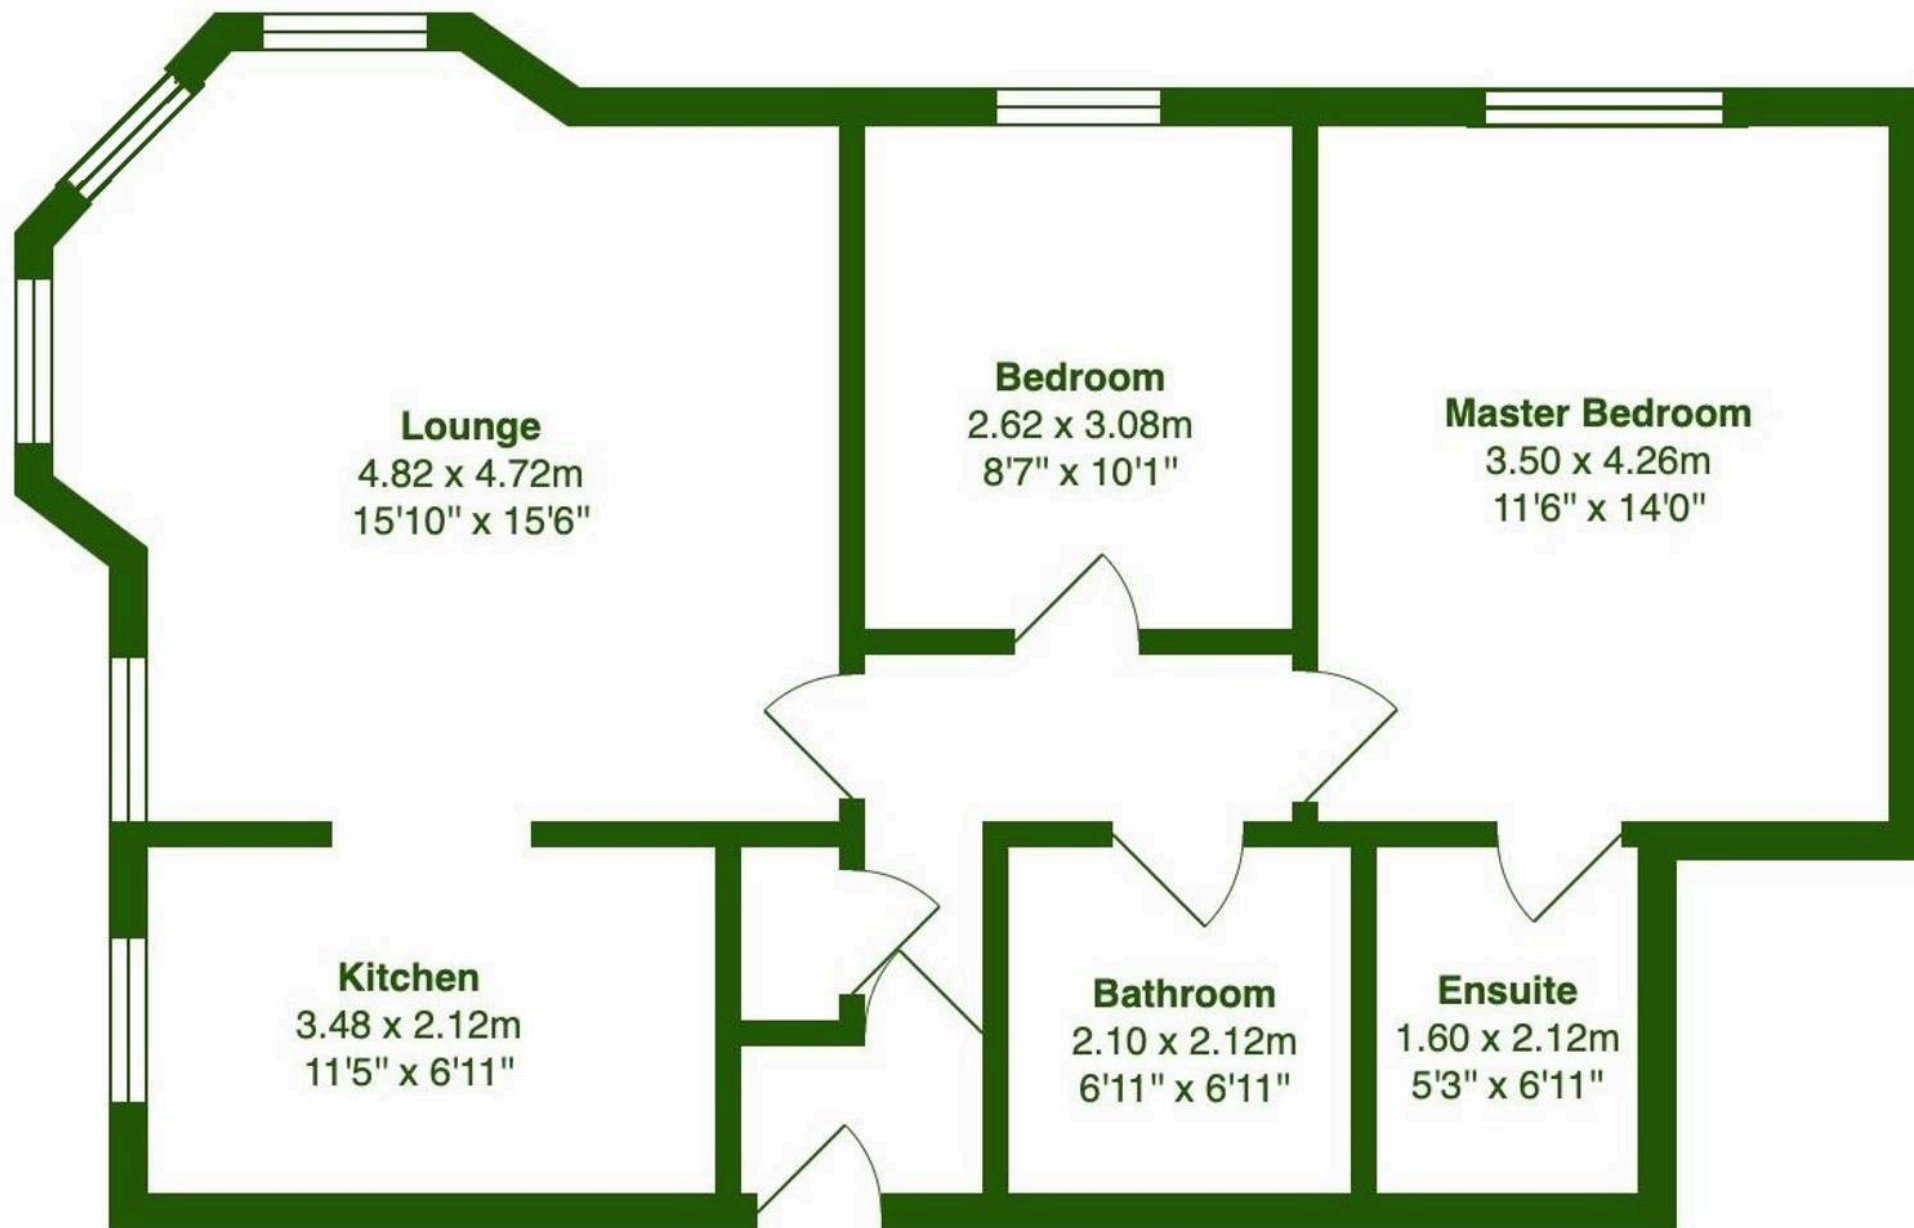 Lounge
4.82 x 4.72m
15'10" x 15'6"
Bedroom
2.62 x 3.08m
8'7" x 10'1"
Master Bedroom
3.50 x 4.26m
11'6" x 14'0"
Kitchen
3.48 x 2.12m
11'5" x 6'11"
Bathroom
2.10 x 2.12m
6'11" x 6'11"
Ensuite
1.60 x 2.12m
5'3" x 6'11"